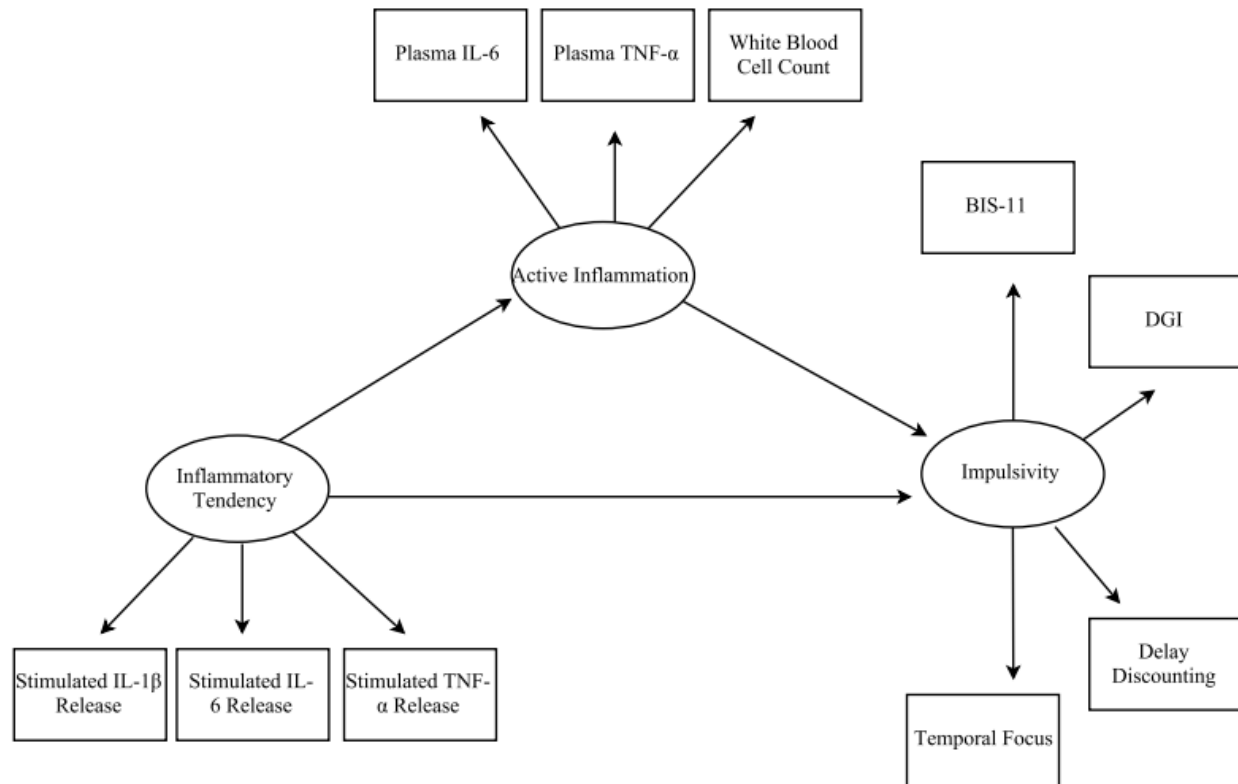 Plasma IL-6
Plasma TNF-α
White Blood
Cell Count
BIS-11
Active Inflammation
DGI
Inflammatory
Tendency
Impulsivity
Stimulated IL-1β
Release
Stimulated IL-
6 Release
Stimulated TNF-
α Release
Delay
Discounting
Temporal Focus